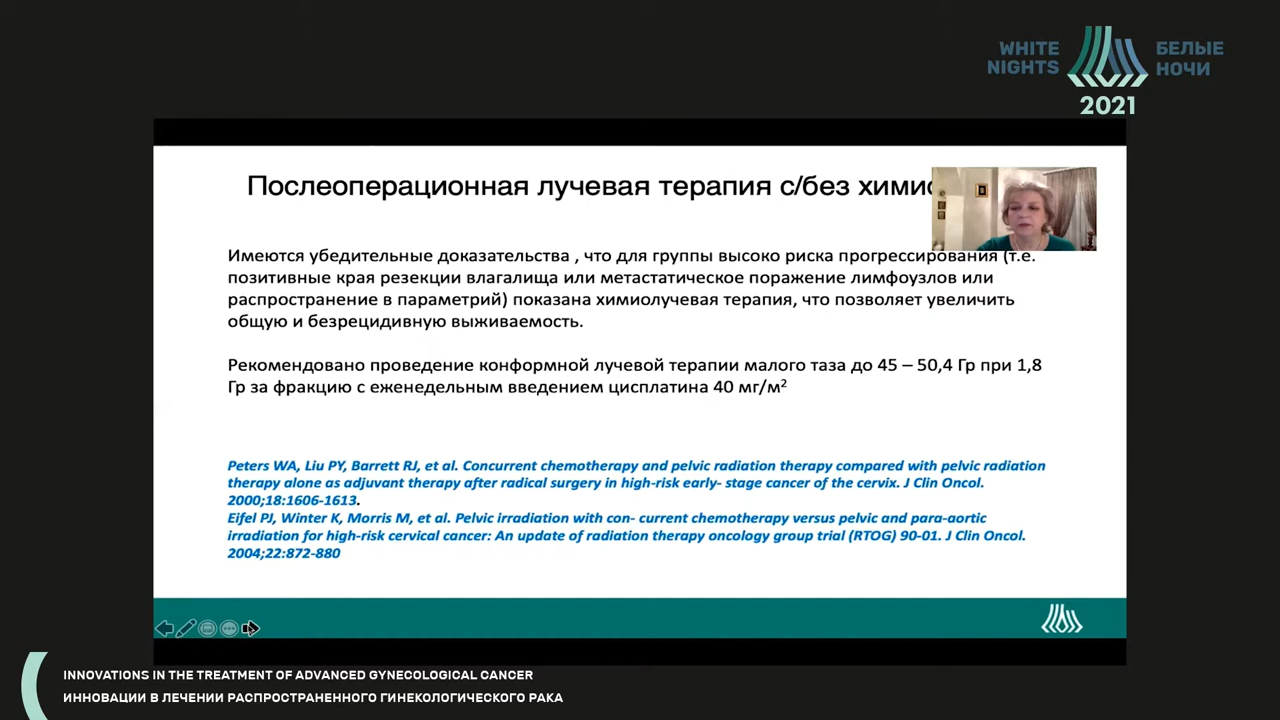 WHITE NIGHTS
БЕЛЫЕ НОЧИ
2021
Послеоперационная лучевая терапия с/без
Имеются убедительные доказательства , что для группы высоко риска прогрессирования (т.е.
позитивные края резекции влагалища или метастатическое поражение лимфоузлов или
распространение в параметрий) показана химиолучевая терапия, что позволяет увеличить
общую и безрецидивную выживаемость.
Рекомендовано проведение конформной лучевой терапии малого таза до 45 – 50,4 Гр при 1,8
Гр за фракцию с еженедельным введением цисплатина 40 мг/м²
Peters WA, Liu PY, Barrett RJ, et al. Concurrent chemotherapy and pelvic radiation therapy compared with pelvic radiation
therapy alone as adjuvant therapy after radical surgery in high-risk early- stage cancer of the cervix. J Clin Oncol.
2000;18:1606-1613.
Eifel PJ, Winter K, Morris M, et al. Pelvic irradiation with con- current chemotherapy versus pelvic and para-aortic
irradiation for high-risk cervical cancer: An update of radiation therapy oncology group trial (RTOG) 90-01. J Clin Oncol.
2004;22:872-880
INNOVATIONS IN THE TREATMENT OF ADVANCED GYNECOLOGICAL CANCER
ИННОВАЦИИ В ЛЕЧЕНИИ РАСПРОСТРАНЕННОГО ГИНЕКОЛОГИЧЕСКОГО РАКА